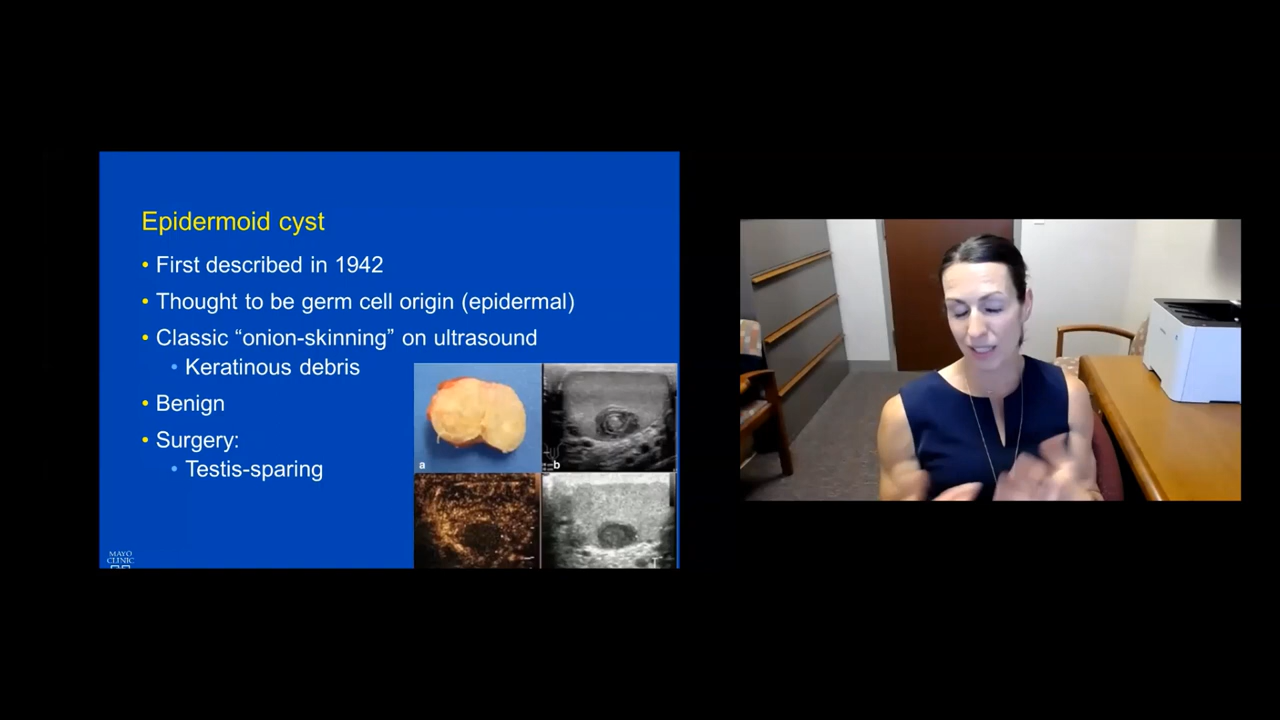 Epidermoid cyst
• First described in 1942
• Thought to be germ cell origin (epidermal)
• Classic “onion-skinning” on ultrasound
• Keratinous debris
• Benign
• Surgery:
• Testis-sparing
a
b
MAYO
CLINIC